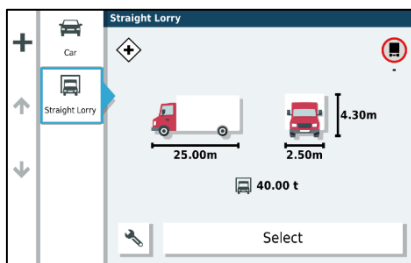 Straight Lorry
Car
Straight Lorry
-
4.30m
25.00m
2.50m
40.00 t
Select